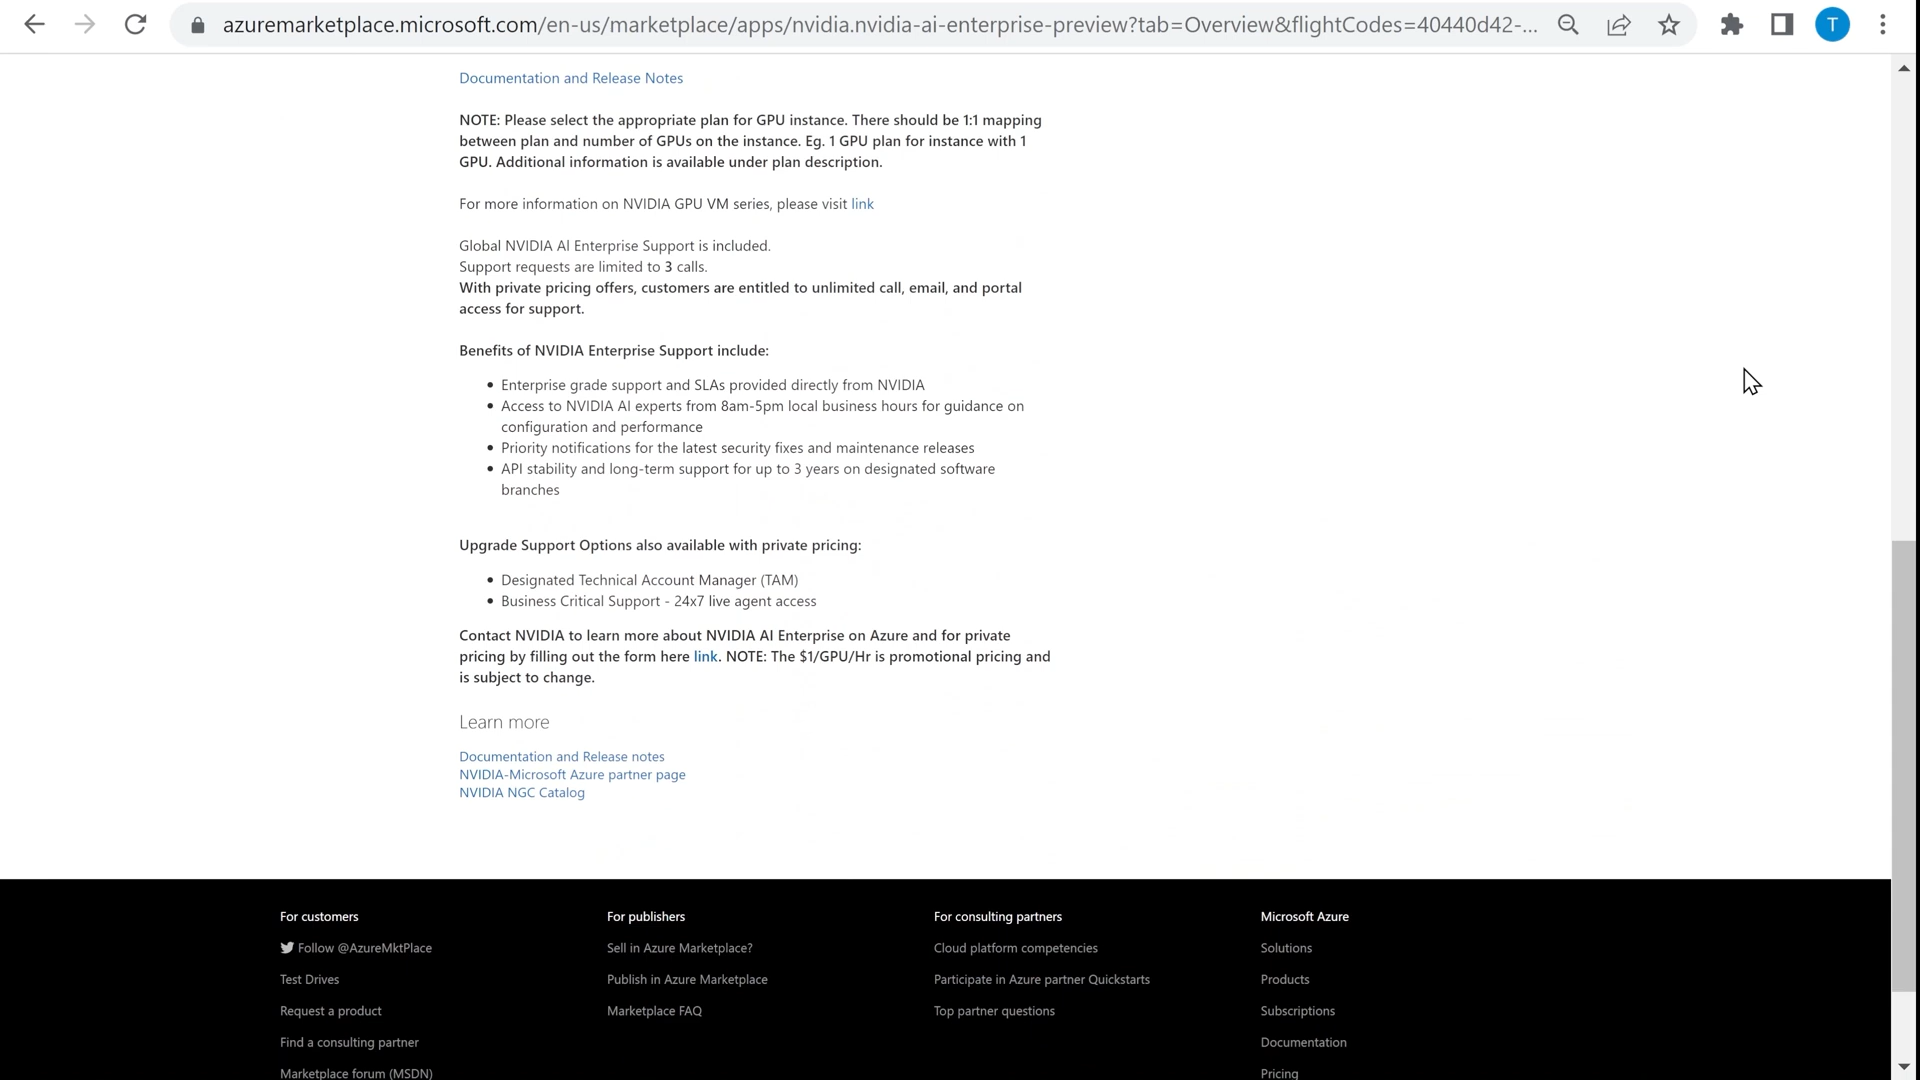 azuremarketplace.microsoft.com/en-us/marketplace/apps/nvidia.nvidia-ai-enterprise-preview?tab=Overview&flightCodes=40440d42-...
T
Documentation and Release Notes
NOTE: Please select the appropriate plan for GPU instance. There should be 1:1 mapping
between plan and number of GPUs on the instance. Eg. 1 GPU plan for instance with 1
GPU. Additional information is available under plan description.
For more information on NVIDIA GPU VM series, please visit link
Global NVIDIA AI Enterprise Support is included.
Support requests are limited to 3 calls.
With private pricing offers, customers are entitled to unlimited call, email, and portal
access for support.
Benefits of NVIDIA Enterprise Support include:
• Enterprise grade support and SLAs provided directly from NVIDIA
• Access to NVIDIA AI experts from 8am-5pm local business hours for guidance on
configuration and performance
• Priority notifications for the latest security fixes and maintenance releases
• API stability and long-term support for up to 3 years on designated software
branches
Upgrade Support Options also available with private pricing:
• Designated Technical Account Manager (TAM)
• Business Critical Support - 24x7 live agent access
Contact NVIDIA to learn more about NVIDIA AI Enterprise on Azure and for private
pricing by filling out the form here link. NOTE: The $1/GPU/Hr is promotional pricing and
is subject to change.
Learn more
Documentation and Release notes
NVIDIA-Microsoft Azure partner page
NVIDIA NGC Catalog
For customers
Follow @AzureMktPlace
Test Drives
Request a product
Find a consulting partner
Marketplace forum (MSDN)
For publishers
Sell in Azure Marketplace?
Publish in Azure Marketplace
Marketplace FAQ
For consulting partners
Cloud platform competencies
Participate in Azure partner Quickstarts
Top partner questions
Microsoft Azure
Solutions
Products
Subscriptions
Documentation
Pricing